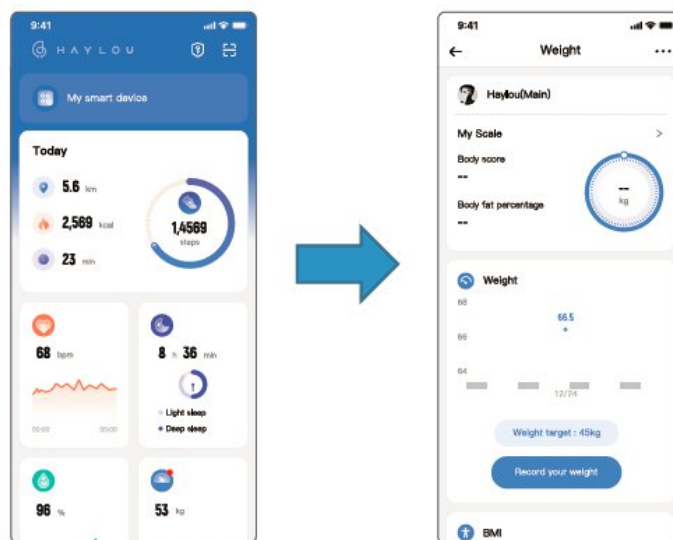 9:41
HAYLOU
My smart device
Today
5.6 km
2,569 kcal
23 min
1,4569
steps
68 bpm
00:00 00:00
8 h 36 min
Light sleep
Deep sleep
96 %
53 kg
9:41
Weight
Haylou(Main)
My Scale
Body score
--
Body fat percentage
--
--
kg
Weight
68
66.5
66
64
12/24
Weight target : 45kg
Record your weight
BMI